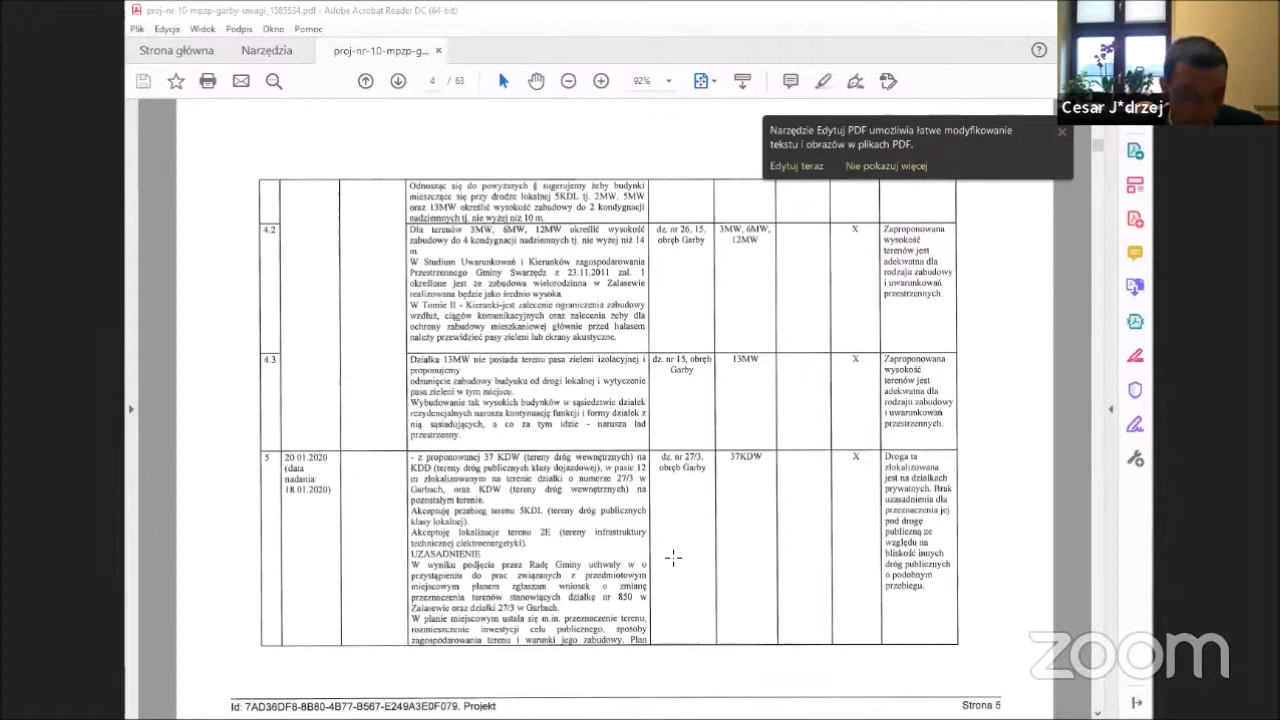 proj-nr-10-mpzp-garby-uwagi_1585534.pdf - Adobe Acrobat Reader DC (64-bit)
Plik Edycja Widok Podpis Okno Pomoc
Strona główna Narzędzia proj-nr-10-mpzp-g... ×
4 / 63 92%
Cesar J*drzej
Narzędzie Edytuj PDF umożliwia łatwe modyfikowanie
tekstu i obrazów w plikach PDF.
Edytuj teraz Nie pokazuj więcej
Odnosząc się do powyższych § sugerujemy żeby budynki
mieszczące się przy drodze lokalnej 5KDL tj. 2MW, 5MW
oraz 13MW określić wysokość zabudowy do 2 kondygnacji
nadziemnych tj. nie wyżej niż 10 m.
4.2
Dla terenów 3MW, 6MW, 12MW określić wysokość
zabudowy do 4 kondygnacji nadziemnych tj. nie wyżej niż 14
m.
W Studium Uwarunkowań i Kierunków zagospodarowania
Przestrzennego Gminy Swarzędz z 23.11.2011 zał. 1
określone jest że zabudowa wielorodzinna w Zalasewie
realizowana będzie jako średnio wysoka.
W Tomie II - Kierunki-jest zalecenie ograniczenia zabudowy
wzdłuż, ciągów komunikacyjnych oraz zalecenia żeby dla
ochrony zabudowy mieszkaniowej głównie przed hałasem
należy przewidzieć pasy zieleni lub ekrany akustyczne.
dz. nr 26, 15,
obręb Garby
3MW, 6MW,
12MW
X
Zaproponowana
wysokość
terenów jest
adekwatna dla
rodzaju zabudowy
i uwarunkowań
przestrzennych
4.3
Działka 13MW nie posiada terenu pasa zieleni izolacyjnej i
proponujemy
odsunięcie zabudowy budynku od drogi lokalnej i wytyczenie
pasa zieleni w tym miejscu.
Wybudowanie tak wysokich budynków w sąsiedztwie działek
rezydencjalnych narusza kontynuację funkcji i formy działek z
nią sąsiadujących, a co za tym idzie - narusza ład
przestrzenny.
dz. nr 15, obręb
Garby
13MW
X
Zaproponowana
wysokość
terenów jest
adekwatna dla
rodzaju zabudowy
i uwarunkowań
przestrzennych.
5
20.01.2020
(data
nadania:
18.01.2020)
- z proponowanej 37 KDW (tereny dróg wewnętrznych) na
KDD (tereny dróg publicznych klasy dojazdowej), w pasie 12
m zlokalizowanym na terenie działki o numerze 27/3 w
Garbach, oraz KDW (tereny dróg wewnętrznych) na
pozostałym terenie.
Akceptuję przebieg terenu 5KDL (tereny dróg publicznych
klasy lokalnej).
Akceptuję lokalizację terenu 2E (tereny infrastruktury
technicznej elektroenergetyki).
UZASADNIENIE
W wyniku podjęcia przez Radę Gminy uchwały w o
przystąpieniu do prac związanych z przedmiotowym
miejscowym planem zgłaszam wniosek o zmianę
przeznaczenia terenów stanowiących działkę nr 850 w
Zalasewie oraz działki 27/3 w Garbach.
W planie miejscowym ustala się m.in. przeznaczenie terenu,
rozmieszczenie inwestycji celu publicznego, sposoby
zagospodarowania terenu i warunki jego zabudowy. Plan
dz. nr 27/3,
obręb Garby
37KDW
X
Droga ta
zlokalizowana
jest na działkach
prywatnych. Brak
uzasadnienia dla
przeznaczenia jej
pod drogę
publiczną ze
względu na
bliskość innych
dróg publicznych
o podobnym
przebiegu.
zoom
Id: 7AD36DF8-8B80-4B77-B567-E249A3E0F079. Projekt Strona 5